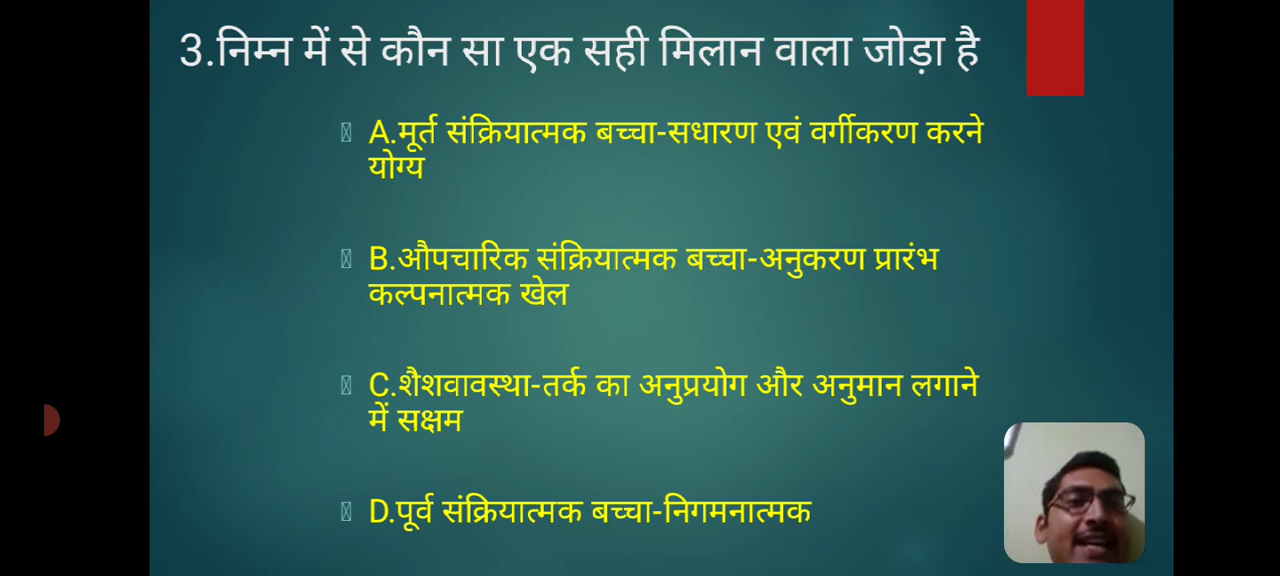 3.निम्न में से कौन सा एक सही मिलान वाला जोड़ा है
A.मूर्त संक्रियात्मक बच्चा-सधारण एवं वर्गीकरण करने
योग्य
B.औपचारिक संक्रियात्मक बच्चा-अनुकरण प्रारंभ
कल्पनात्मक खेल
C.शैशवावस्था-तर्क का अनुप्रयोग और अनुमान लगाने
में सक्षम
D.पूर्व संक्रियात्मक बच्चा-निगमनात्मक